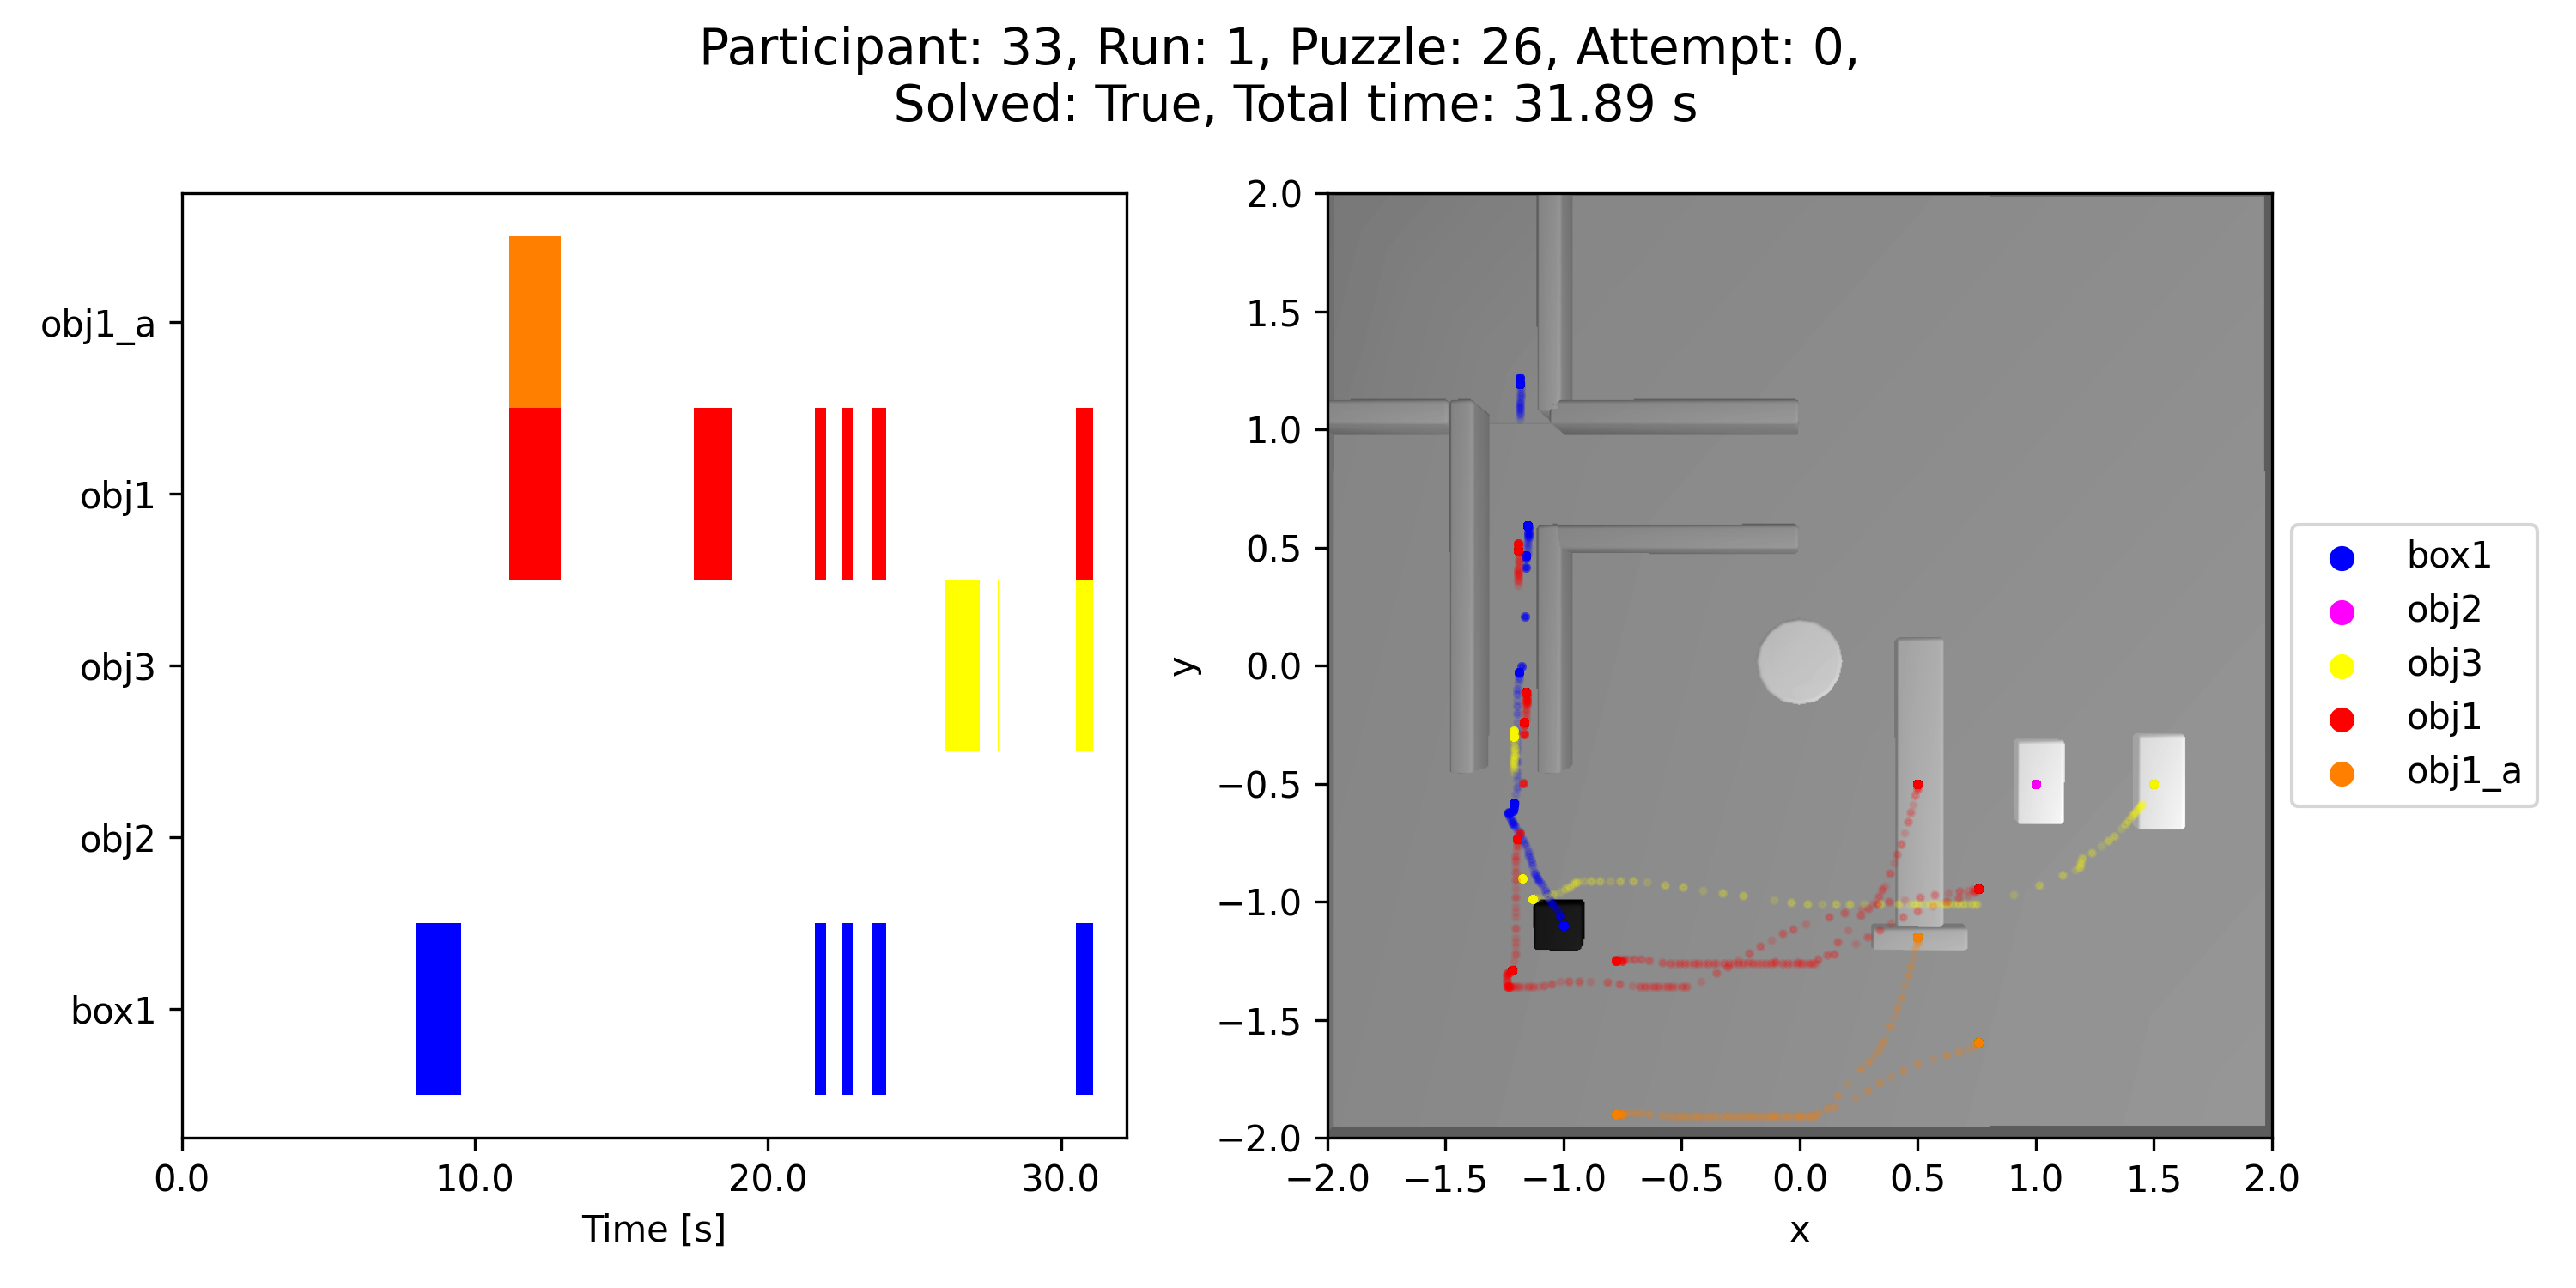 Participant: 33, Run: 1, Puzzle: 26, Attempt: 0,
Solved: True, Total time: 31.89 s
obj1_a
obj1
obj3
obj2
box1
0.0 10.0 20.0 30.0
Time [s]
2.0
1.5
1.0
0.5
0.0
−0.5
−1.0
−1.5
−2.0
y
−2.0 −1.5 −1.0 −0.5 0.0 0.5 1.0 1.5 2.0
x
box1
obj2
obj3
obj1
obj1_a